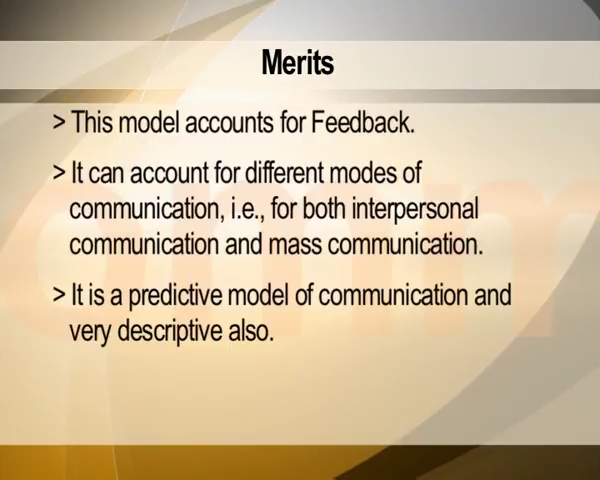 Merits
> This model accounts for Feedback.
> It can account for different modes of
communication, i.e., for both interpersonal
communication and mass communication.
> It is a predictive model of communication and
very descriptive also.